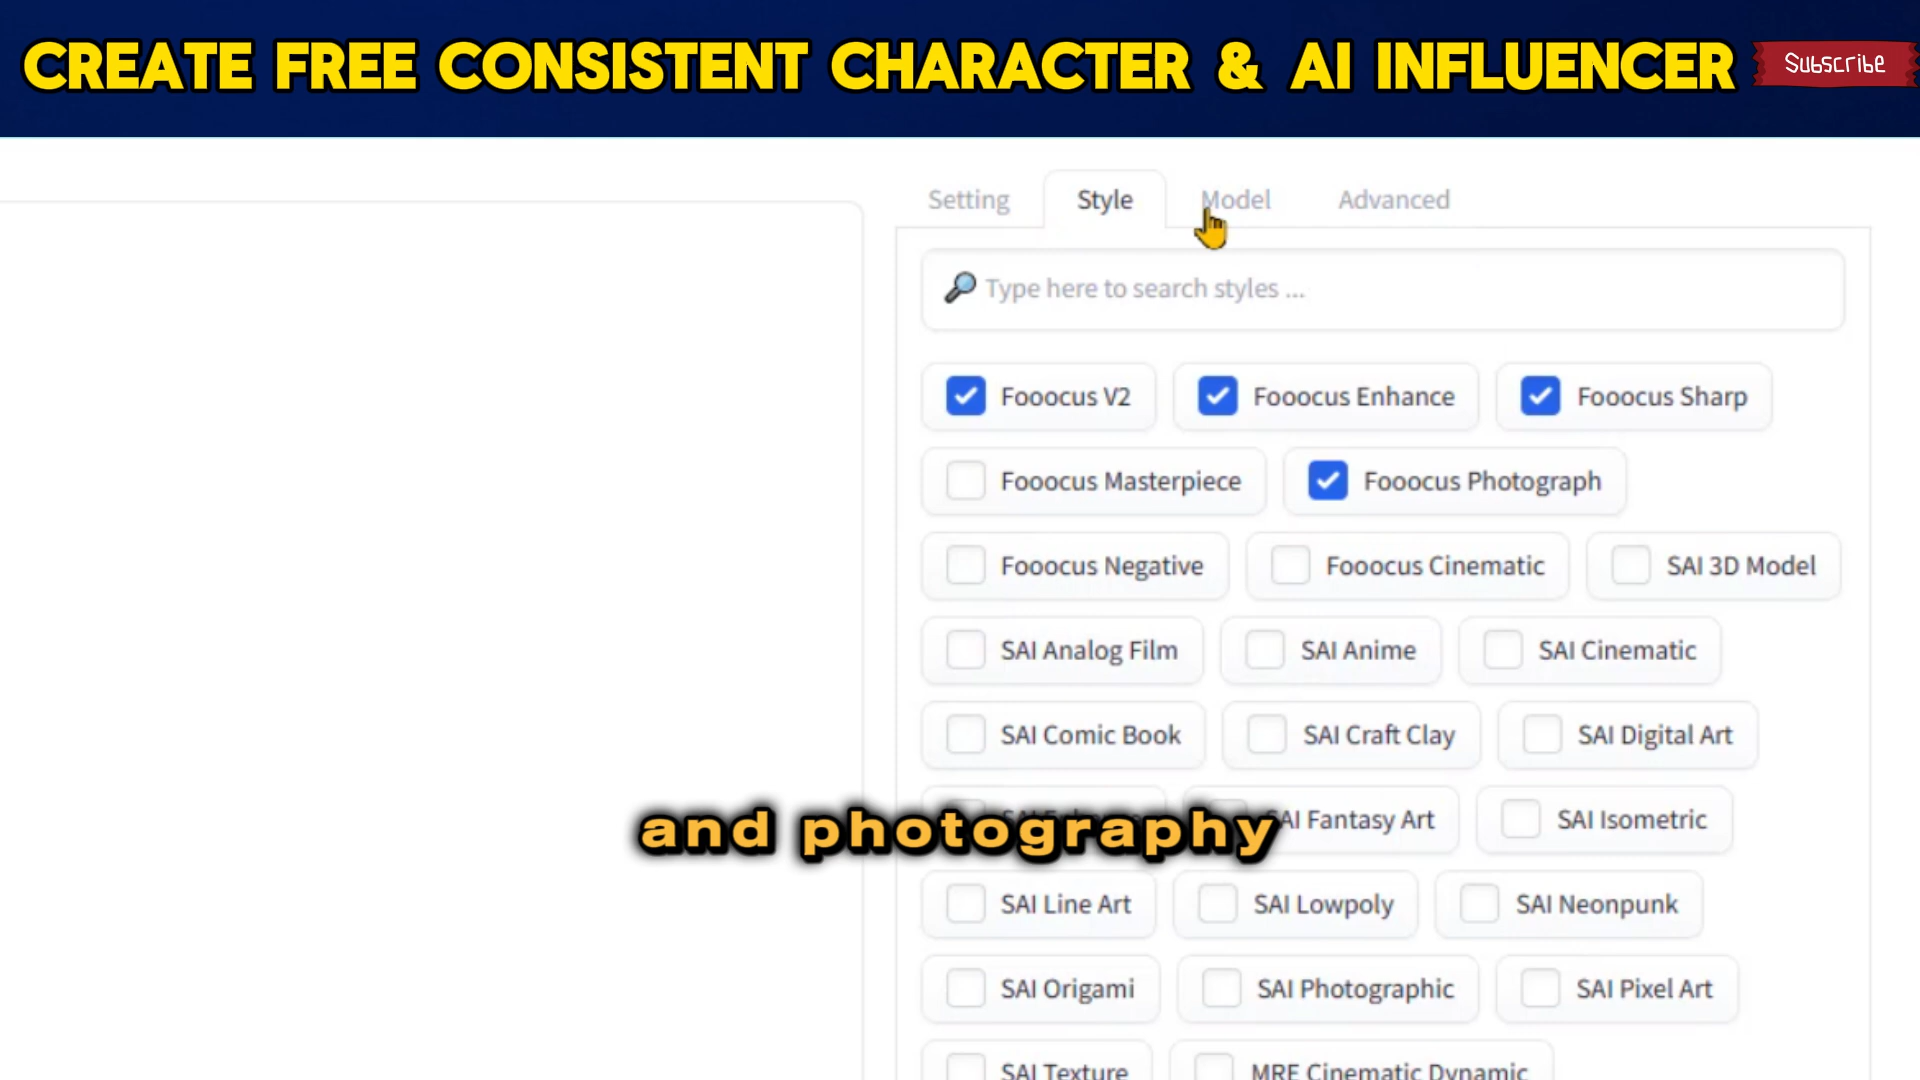 CREATE FREE CONSISTENT CHARACTER & AI INFLUENCER Subscribe
Setting Style Model Advanced
Type here to search styles ...
Fooocus V2 Fooocus Enhance Fooocus Sharp
Fooocus Masterpiece Fooocus Photograph
Fooocus Negative Fooocus Cinematic SAI 3D Model
SAI Analog Film SAI Anime SAI Cinematic
SAI Comic Book SAI Craft Clay SAI Digital Art
SAI Fantasy Art SAI Isometric
and photography
SAI Line Art SAI Lowpoly SAI Neonpunk
SAI Origami SAI Photographic SAI Pixel Art
SAI Texture MRE Cinematic Dynamic